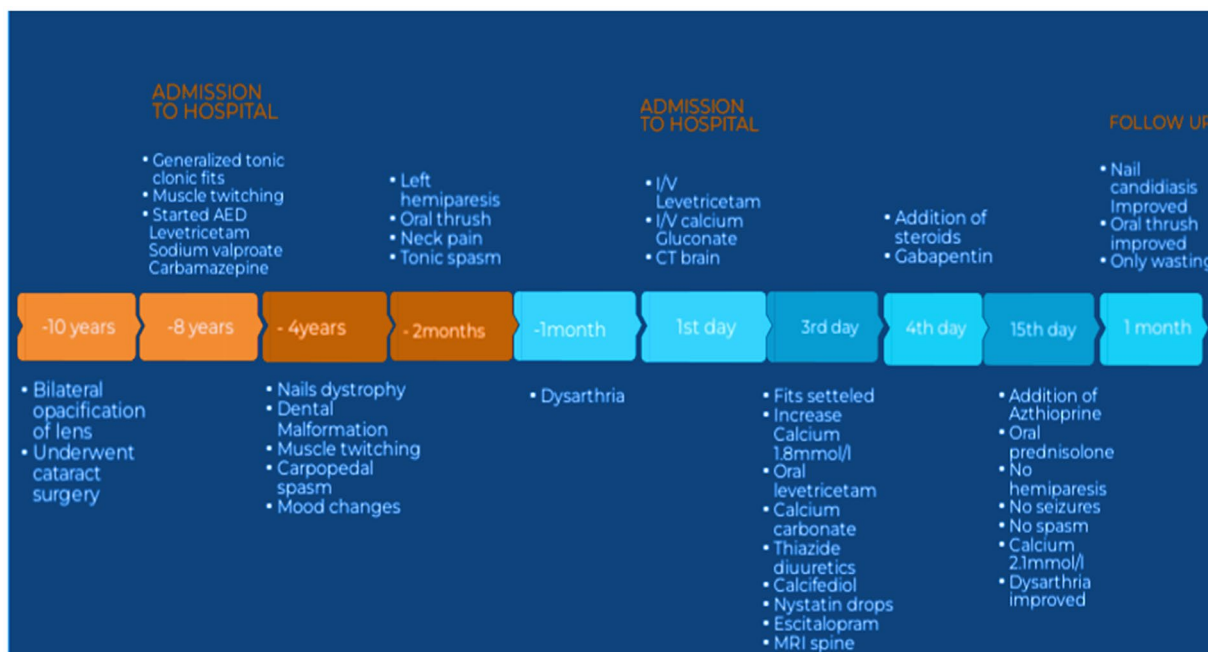 ADMISSION
TO HOSPITAL
• Generalized tonic
clonic fits
• Muscle twitching
• Started AED
Levetricetam
Sodium valproate
Carbamazepine
• Left
hemiparesis
• Oral thrush
• Neck pain
• Tonic spasm
ADMISSION
TO HOSPITAL
• I/V
Levetricetam
• I/V calcium
Gluconate
• CT brain
• Addition of
steroids
• Gabapentin
FOLLOW UP
• Nail
candidiasis
Improved
• Oral thrush
improved
• Only wasting
-10 years
-8 years
- 4years
- 2months
-1month
1st day
3rd day
4th day
15th day
1 month
• Bilateral
opacification
of lens
• Underwent
cataract
surgery
• Nails dystrophy
• Dental
Malformation
• Muscle twitching
• Carpopedal
spasm
• Mood changes
• Dysarthria
• Fits setteled
• Increase
Calcium
1.8mmol/l
• Oral
levetricetam
• Calcium
carbonate
• Thiazide
diuuretics
• Calcifediol
• Nystatin drops
• Escitalopram
• MRI spine
• Addition of
Azthioprine
• Oral
prednisolone
• No
hemiparesis
• No seizures
• No spasm
• Calcium
2.1mmol/l
• Dysarthria
improved